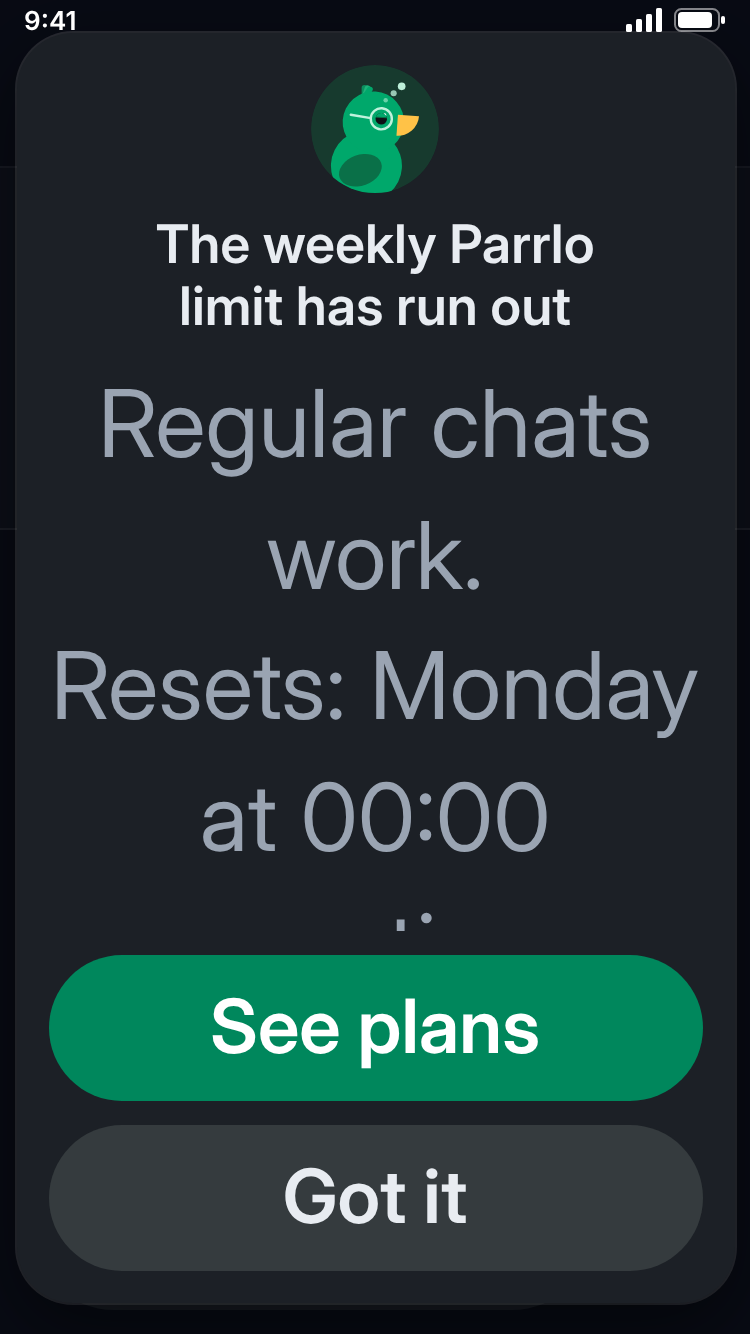 9:41
The weekly Parrlo
limit has run out
Regular chats
work.
Resets: Monday
at 00:00
See plans
Got it